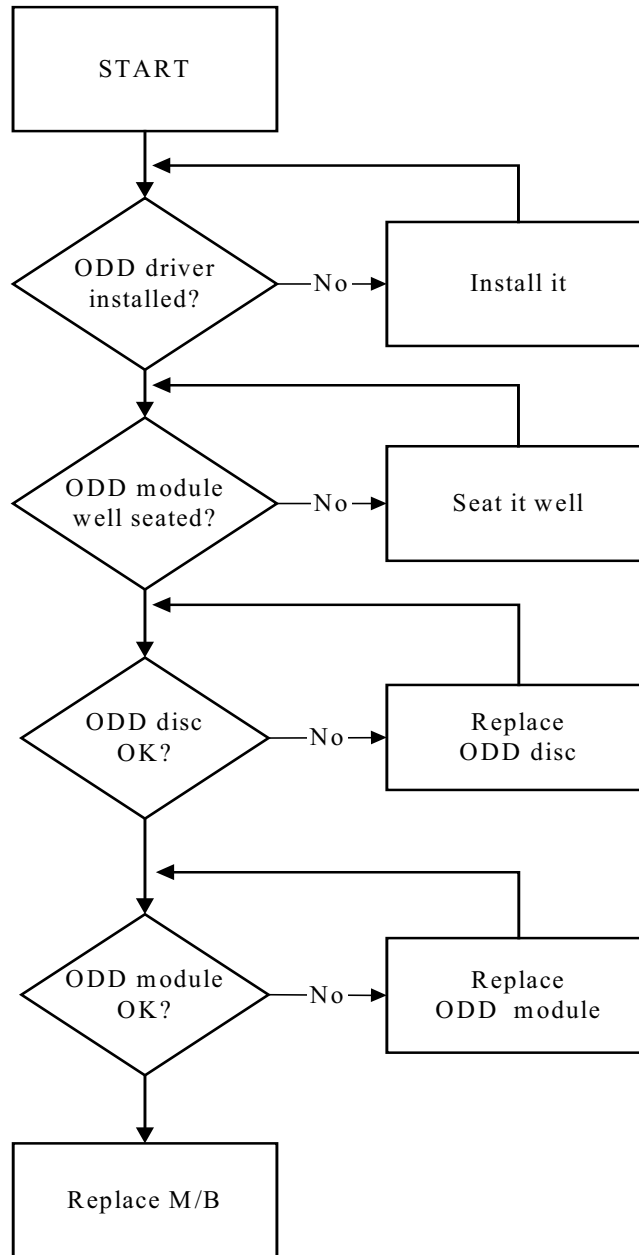 START
ODD driver
installed?
No
Install it
ODD module
well seated?
No
Seat it well
ODD disc
OK?
No
Replace
ODD disc
ODD module
OK?
No
Replace
ODD module
Replace M/B